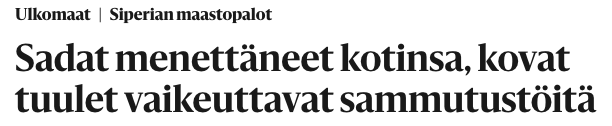 Ulkomaat | Siperian maastopalot
Sadat menettäneet kotinsa, kovat
tuulet vaikeuttavat sammutustöitä